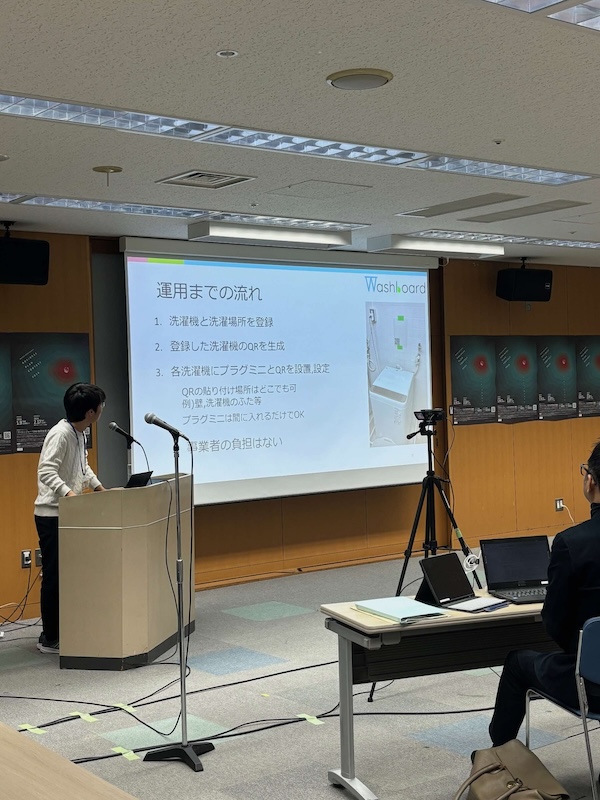 運用までの流れ
Washboard
1. 洗濯機と洗濯場所を登録
2. 登録した洗濯機のQRを生成
3. 各洗濯機にプラグミニとQRを設置,設定
QRの貼り付け場所はどこでも可
例)壁,洗濯機のふた等
プラグミニは間に入れるだけでOK
事業者の負担はない